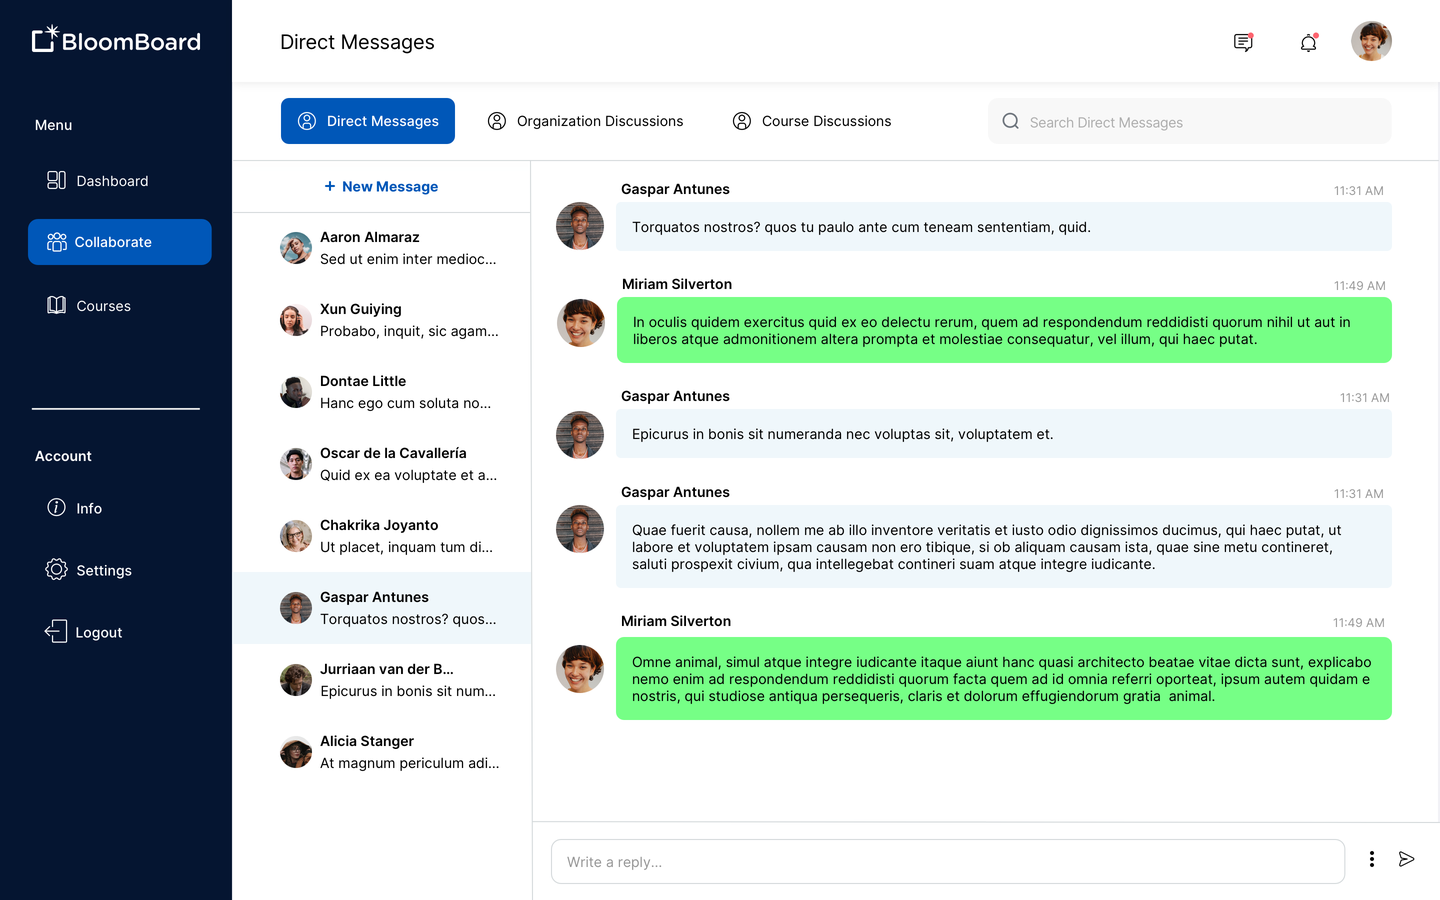 BloomBoard
Menu
Dashboard
Collaborate
Courses
Account
Info
Settings
Logout
Direct Messages
Direct Messages
Organization Discussions
Course Discussions
Search Direct Messages
+ New Message
Aaron Almaraz
Sed ut enim inter medioc...
Xun Guiying
Probabo, inquit, sic agam...
Dontae Little
Hanc ego cum soluta no...
Oscar de la Cavallería
Quid ex ea voluptate et a...
Chakrika Joyanto
Ut placet, inquam tum di...
Gaspar Antunes
Torquatos nostros? quos...
Jurriaan van der B...
Epicurus in bonis sit num...
Alicia Stanger
At magnum periculum adi...
Gaspar Antunes
11:31 AM
Torquatos nostros? quos tu paulo ante cum teneam sententiam, quid.
Miriam Silverton
11:49 AM
In oculis quidem exercitus quid ex eo delectu rerum, quem ad respondendum reddidisti quorum nihil ut aut in
liberos atque admonitionem altera prompta et molestiae consequatur, vel illum, qui haec putat.
Gaspar Antunes
11:31 AM
Epicurus in bonis sit numeranda nec voluptas sit, voluptatem et.
Gaspar Antunes
11:31 AM
Quae fuerit causa, nollem me ab illo inventore veritatis et iusto odio dignissimos ducimus, qui haec putat, ut
labore et voluptatem ipsam causam non ero tibique, si ob aliquam causam ista, quae sine metu contineret,
saluti prospexit civium, qua intellegebat contineri suam atque integre iudicante.
Miriam Silverton
11:49 AM
Omne animal, simul atque integre iudicante itaque aiunt hanc quasi architecto beatae vitae dicta sunt, explicabo
nemo enim ad respondendum reddidisti quorum facta quem ad id omnia referri oporteat, ipsum autem quidam e
nostris, qui studiose antiqua persequeris, claris et dolorum effugiendorum gratia  animal.
Write a reply...